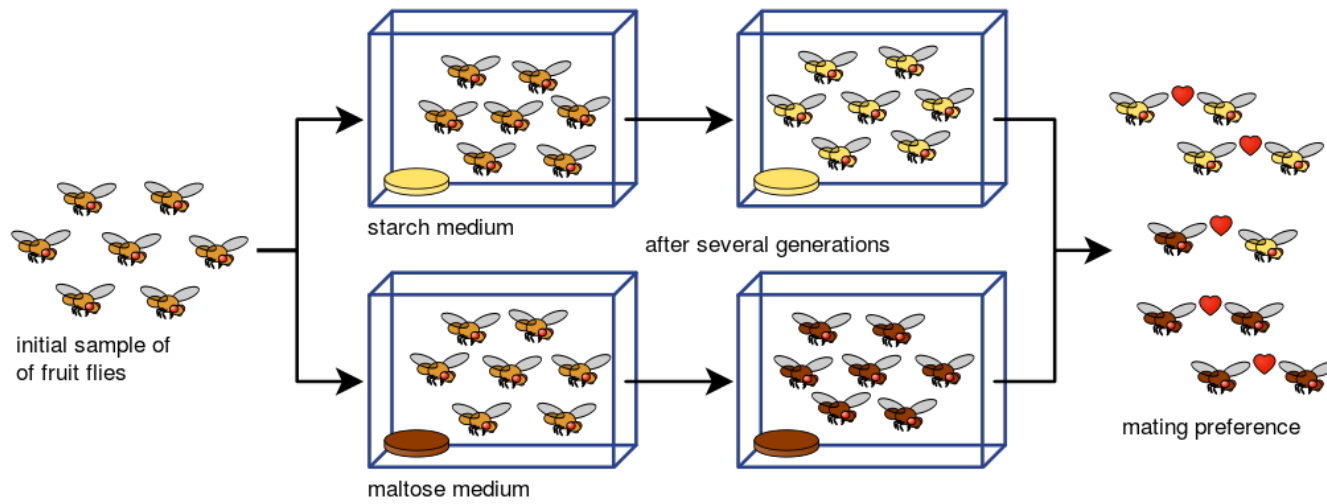 starch medium
after several generations
initial sample of
of fruit flies
maltose medium
mating preference